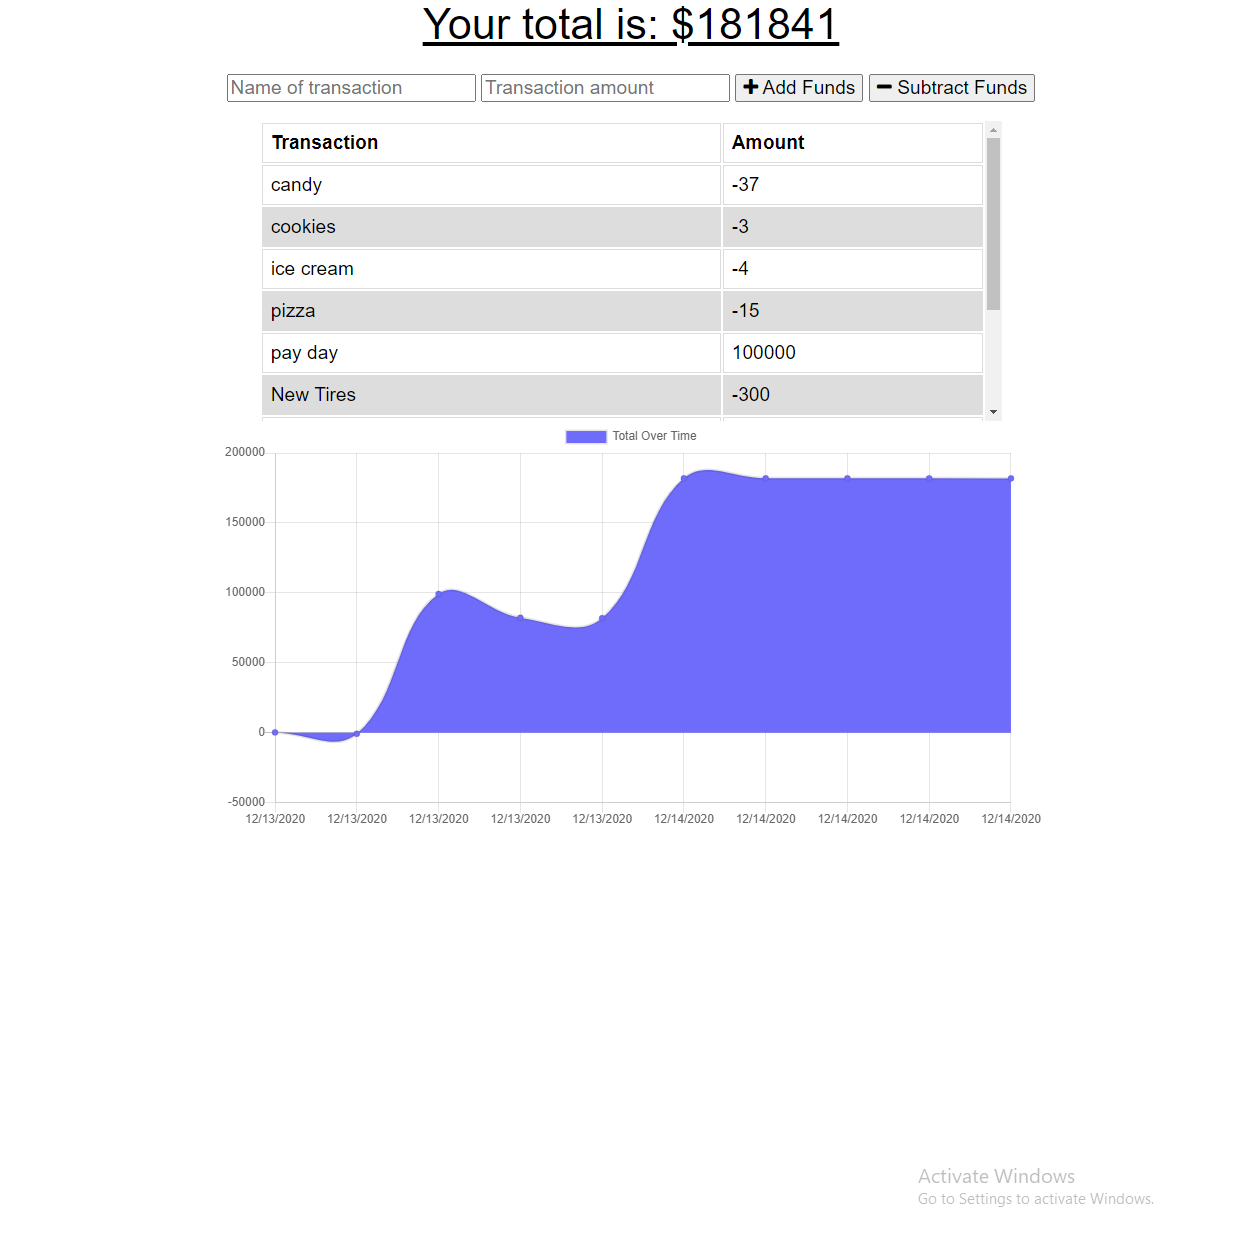 Your total is: $181841
Name of transaction Transaction amount Add Funds Subtract Funds
Transaction Amount
candy -37
cookies -3
ice cream -4
pizza -15
pay day 100000
New Tires -300
Total Over Time
200000
150000
100000
50000
0
-50000
12/13/2020 12/13/2020 12/13/2020 12/13/2020 12/13/2020 12/14/2020 12/14/2020 12/14/2020 12/14/2020 12/14/2020
Activate Windows
Go to Settings to activate Windows.